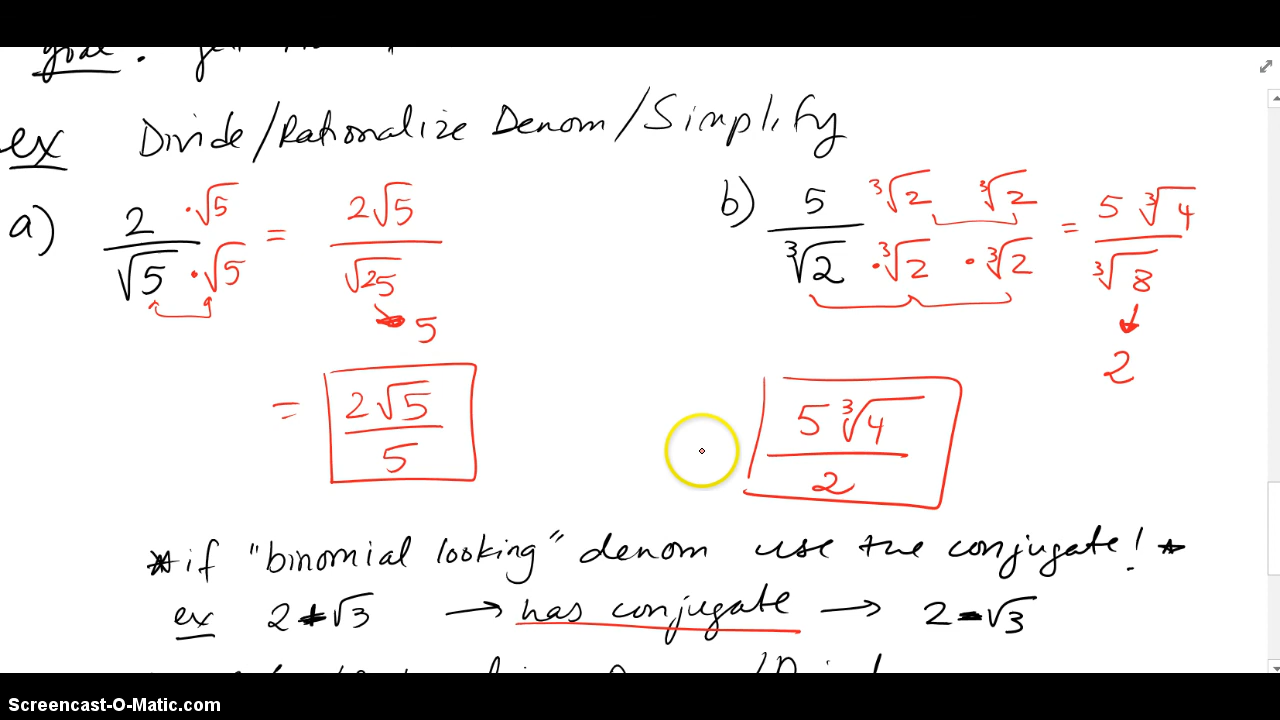 goal:
ex Divide/Rationalize Denom/Simplify
a) 2/√5 ·√5/·√5 = 2√5/√25 b) 5/∛2 ∛2/·∛2 ∛2/·∛2 = 5∛4/∛8
5 2
= 2√5/5 5∛4/2
*if "binomial looking" denom use the conjugate! *
ex 2+√3 → has conjugate → 2-√3
Screencast-O-Matic.com